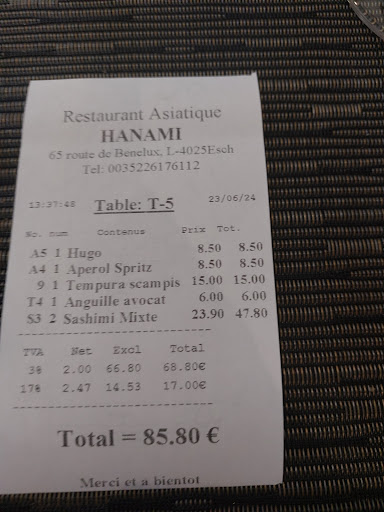 Restaurant Asiatique
HANAMI
65 route de Benelux, L-4025Esch
Tel: 0035226176112
13:37:48 Table: T-5 23/06/24
No. num Contenus Prix Tot.
A5 1 Hugo 8.50 8.50
A4 1 Aperol Spritz 8.50 8.50
9 1 Tempura scampis 15.00 15.00
T4 1 Anguille avocat 6.00 6.00
S3 2 Sashimi Mixte 23.90 47.80
TVA Net Excl Total
3% 2.00 66.80 68.80€
17% 2.47 14.53 17.00€
Total = 85.80 €
Merci et a bientot